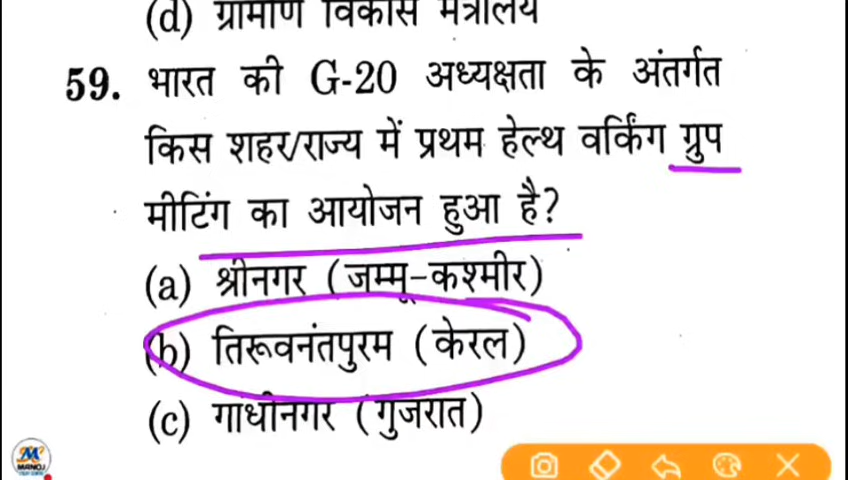 (d) ग्रामीण विकास मंत्रालय
59. भारत की G-20 अध्यक्षता के अंतर्गत
किस शहर/राज्य में प्रथम हेल्थ वर्किंग ग्रुप
मीटिंग का आयोजन हुआ है?
(a) श्रीनगर (जम्मू-कश्मीर)
(b) तिरूवनंतपुरम (केरल)
(c) गाधीनगर (गुजरात)
MANOJ